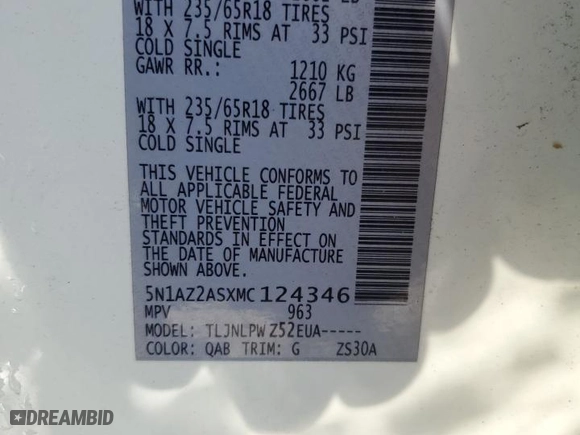 WITH 235/65R18 TIRES
18 X 7.5 RIMS AT 33 PSI
COLD SINGLE
GAWR RR.: 1210 KG
2667 LB
WITH 235/65R18 TIRES
18 X 7.5 RIMS AT 33 PSI
COLD SINGLE
THIS VEHICLE CONFORMS TO
ALL APPLICABLE FEDERAL
MOTOR VEHICLE SAFETY AND
THEFT PREVENTION
STANDARDS IN EFFECT ON
THE DATE OF MANUFACTURE
SHOWN ABOVE.
5N1AZ2ASXMC124346
MPV 963
MODEL: TLJNLPW Z52EUA-----
COLOR: QAB TRIM: G ZS30A
DREAMBID